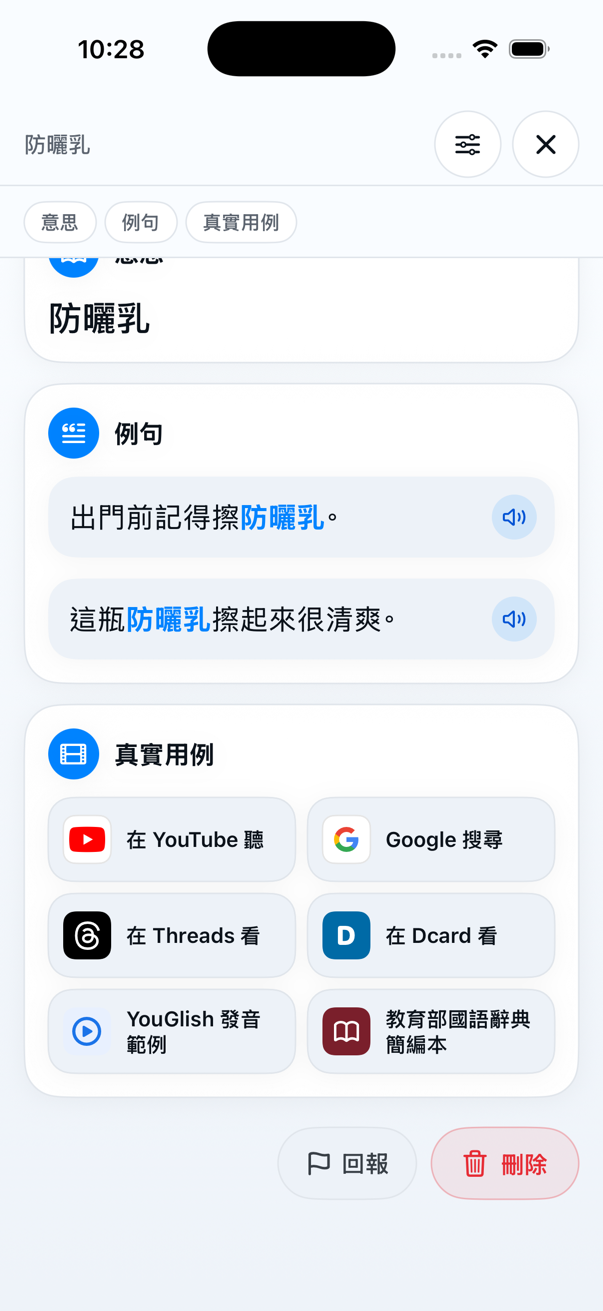 10:28
防曬乳
意思
例句
真實用例
意思
防曬乳
例句
出門前記得擦防曬乳。
這瓶防曬乳擦起來很清爽。
真實用例
在 YouTube 聽
Google 搜尋
在 Threads 看
D
在 Dcard 看
YouGlish 發音
範例
教育部國語辭典
簡編本
回報
刪除